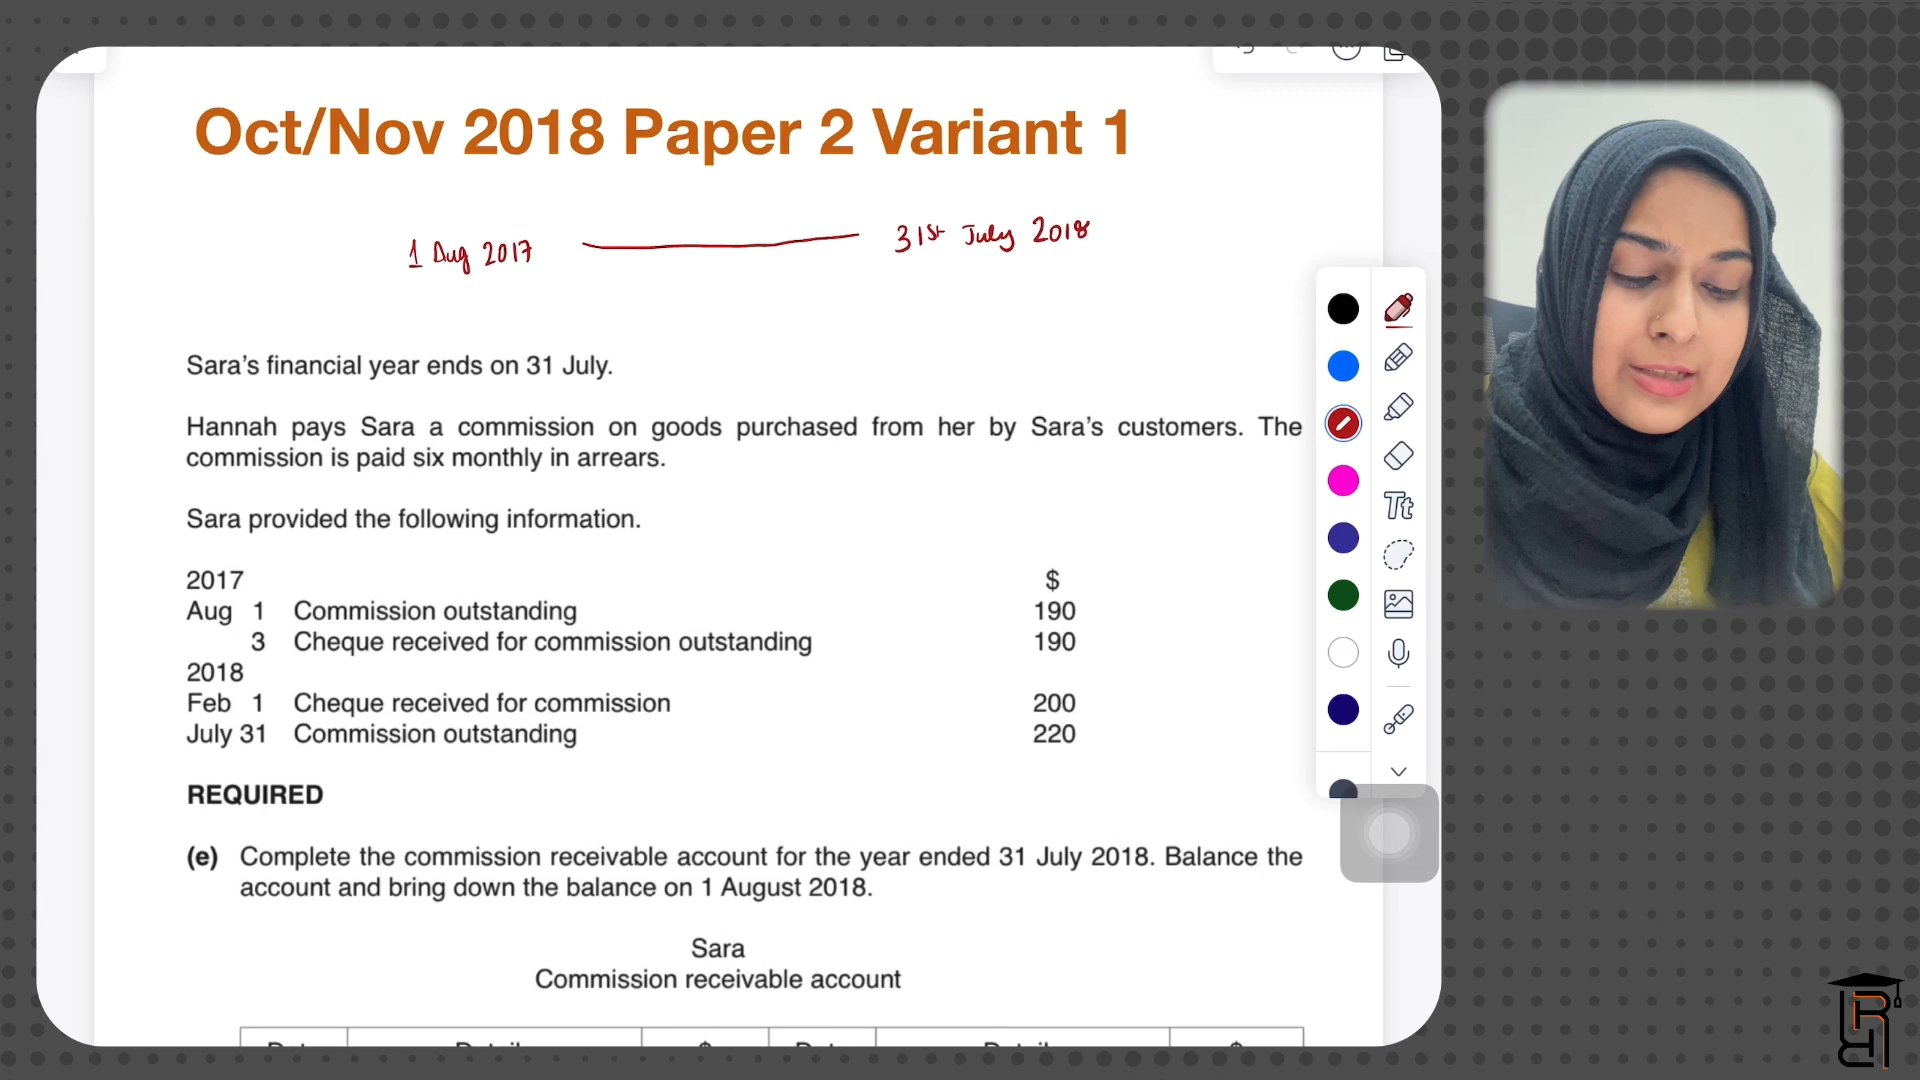 Oct/Nov 2018 Paper 2 Variant 1
1 Aug 2017 31st July 2018
Sara's financial year ends on 31 July.
Hannah pays Sara a commission on goods purchased from her by Sara's customers. The
commission is paid six monthly in arrears.
Sara provided the following information.
2017 $
Aug 1 Commission outstanding 190
3 Cheque received for commission outstanding 190
2018
Feb 1 Cheque received for commission 200
July 31 Commission outstanding 220
REQUIRED
(e) Complete the commission receivable account for the year ended 31 July 2018. Balance the
account and bring down the balance on 1 August 2018.
Sara
Commission receivable account
Tt